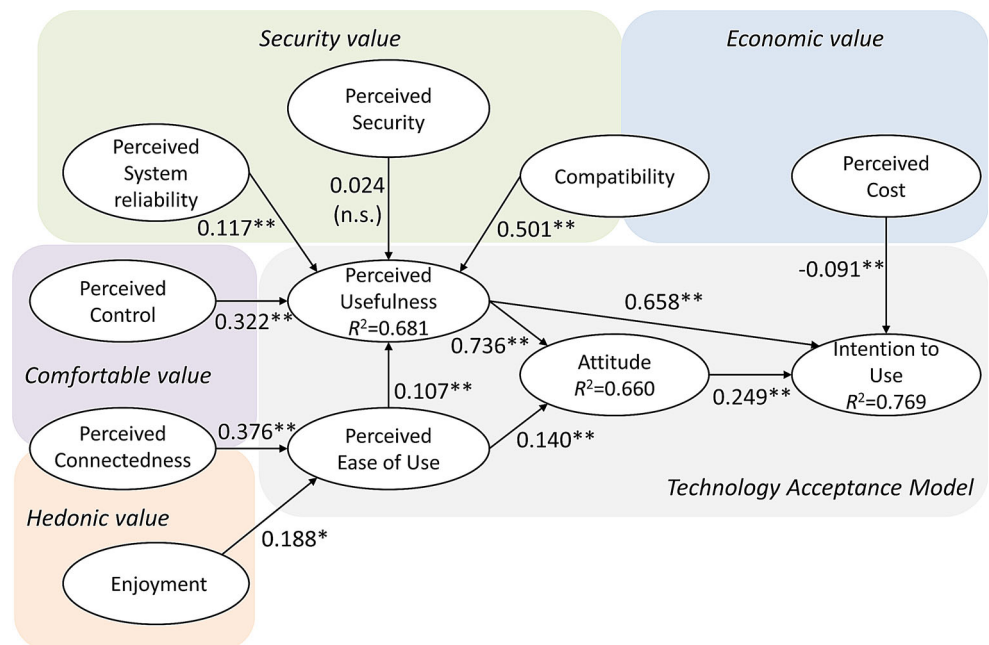 Security value
Economic value
Perceived
Security
Perceived
System
reliability
Compatibility
Perceived
Cost
0.024
(n.s.)
0.117**
0.501**
-0.091**
Perceived
Control
0.322**
Perceived
Usefulness
R²=0.681
0.658**
0.736**
Comfortable value
Attitude
R²=0.660
0.249**
Intention to
Use
R²=0.769
0.107**
Perceived
Connectedness
0.376**
Perceived
Ease of Use
0.140**
Technology Acceptance Model
Hedonic value
0.188*
Enjoyment